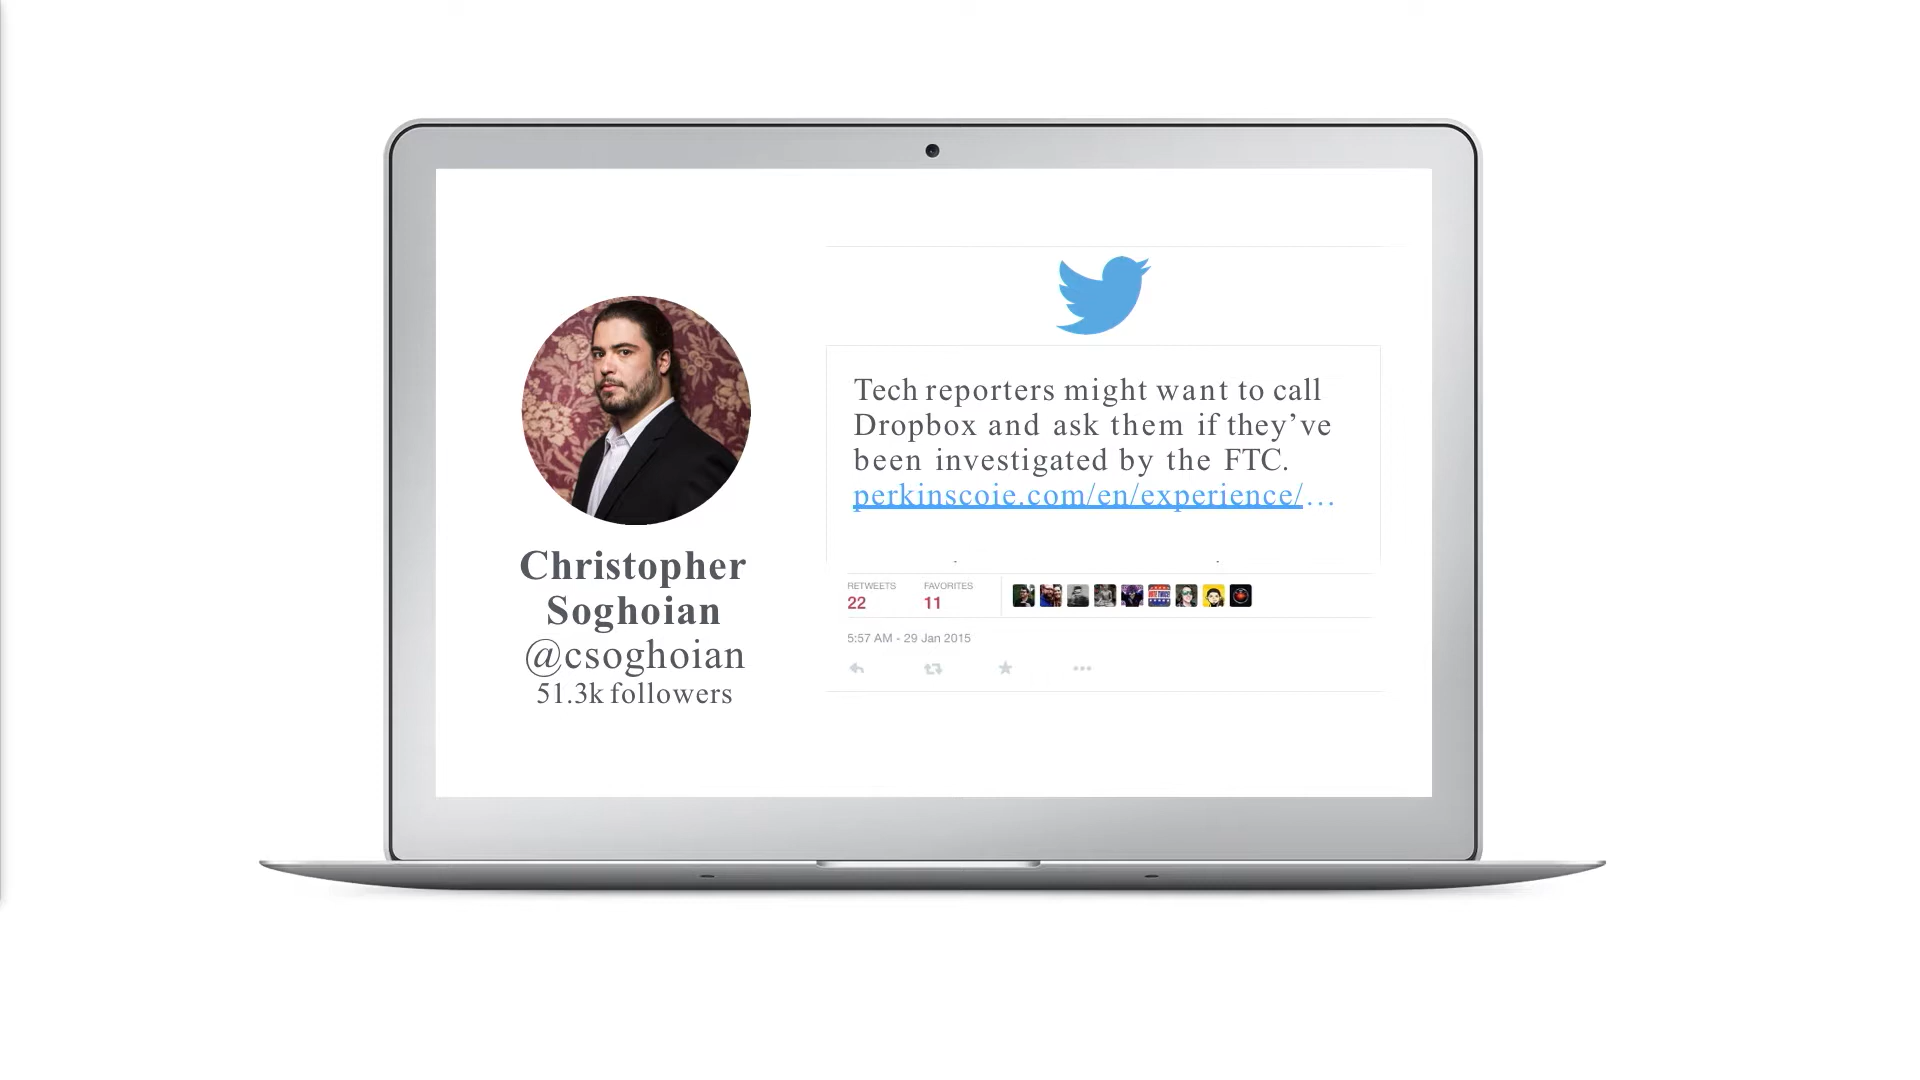 Christopher
Soghoian
@csoghoian
51.3k followers
Tech reporters might want to call
Dropbox and ask them if they’ve
been investigated by the FTC.
perkinscoie.com/en/experience/…
RETWEETS FAVORITES
22 11
VOTE TWICE
5:57 AM - 29 Jan 2015